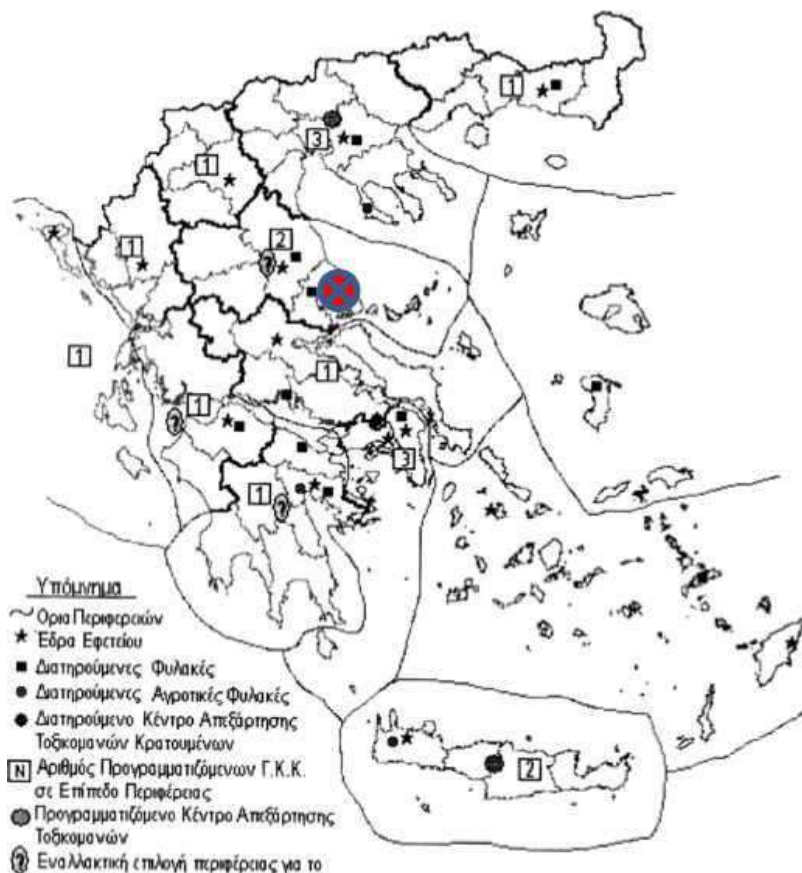 1
3
1
2
1
1
1
1
3
1
2
Υπόμνημα
Ορια Περιφερειών
Έδρα Εφετείου
Διατηρούμενες Φυλακές
Διατηρούμενες Αγροτικές Φυλακές
Διατηρούμενο Κέντρο Απεξάρτησης
Τοξικομανών Κρατουμένων
N Αριθμός Προγραμματιζόμενων Γ.Κ.Κ.
σε Επίπεδο Περιφέρειας
Προγραμματιζόμενο Κέντρο Απεξάρτησης
Τοξικομανών
? Εναλλακτική επιλογή περιφέρειας για το